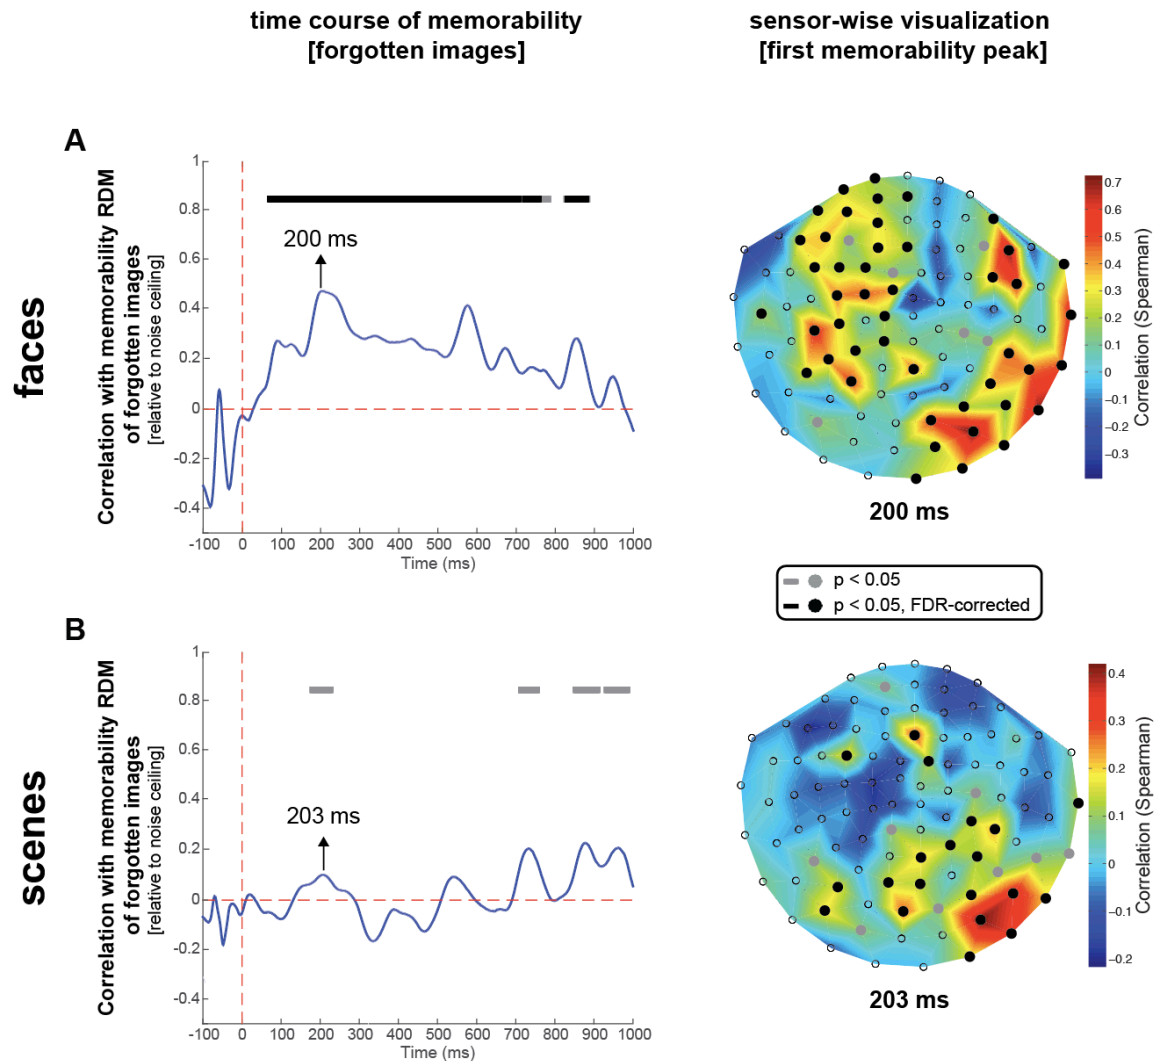 time course of memorability
[forgotten images]
sensor-wise visualization
[first memorability peak]
A
faces
Correlation with memorability RDM
of forgotten images
[relative to noise ceiling]
1
0.8
0.6
0.4
0.2
0
-0.2
-0.4
200 ms
-100 0 100 200 300 400 500 600 700 800 900 1000
Time (ms)
0.7
0.6
0.5
0.4
0.3
0.2
0.1
0
−0.1
−0.2
−0.3
Correlation (Spearman)
200 ms
p < 0.05
p < 0.05, FDR-corrected
B
scenes
Correlation with memorability RDM
of forgotten images
[relative to noise ceiling]
1
0.8
0.6
0.4
0.2
0
-0.2
-0.4
203 ms
-100 0 100 200 300 400 500 600 700 800 900 1000
Time (ms)
0.4
0.3
0.2
0.1
0
−0.1
−0.2
Correlation (Spearman)
203 ms